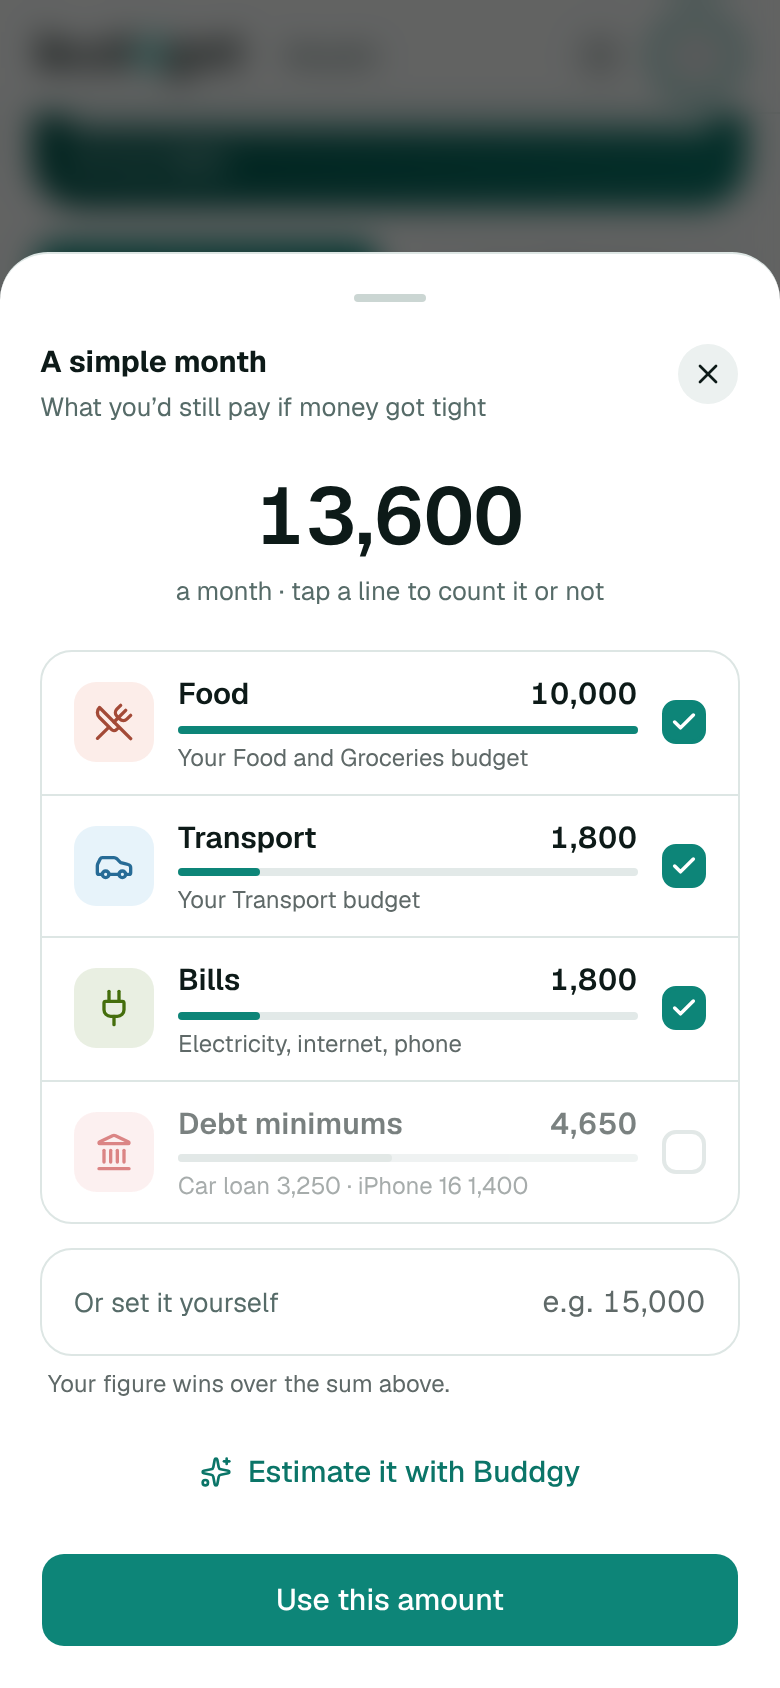 A simple month
What you’d still pay if money got tight
13,600
a month · tap a line to count it or not
Food 10,000
Your Food and Groceries budget
Transport 1,800
Your Transport budget
Bills 1,800
Electricity, internet, phone
Debt minimums 4,650
Car loan 3,250 · iPhone 16 1,400
Or set it yourself e.g. 15,000
Your figure wins over the sum above.
Estimate it with Buddgy
Use this amount